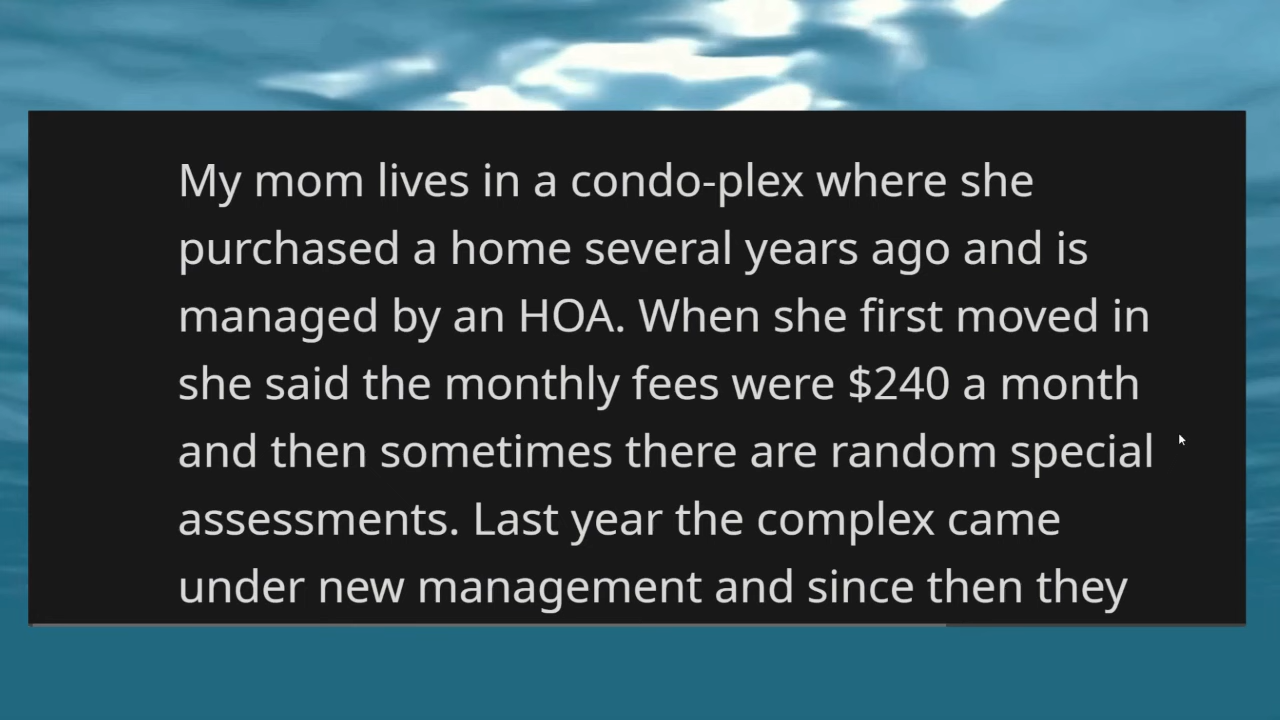 My mom lives in a condo-plex where she
purchased a home several years ago and is
managed by an HOA. When she first moved in
she said the monthly fees were $240 a month
and then sometimes there are random special
assessments. Last year the complex came
under new management and since then they